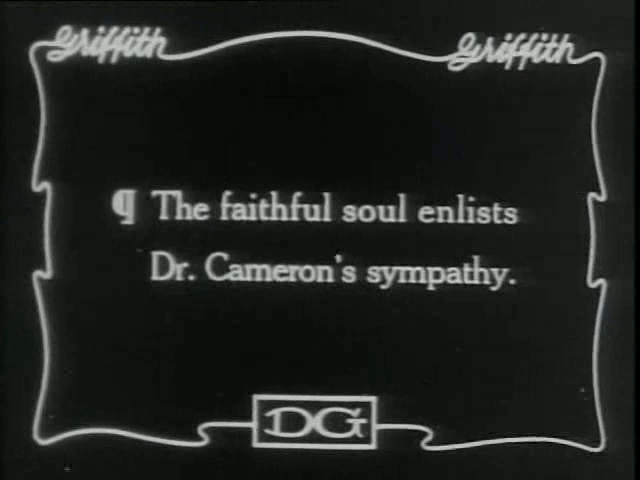 Griffith Griffith
¶ The faithful soul enlists
Dr. Cameron's sympathy.
DG